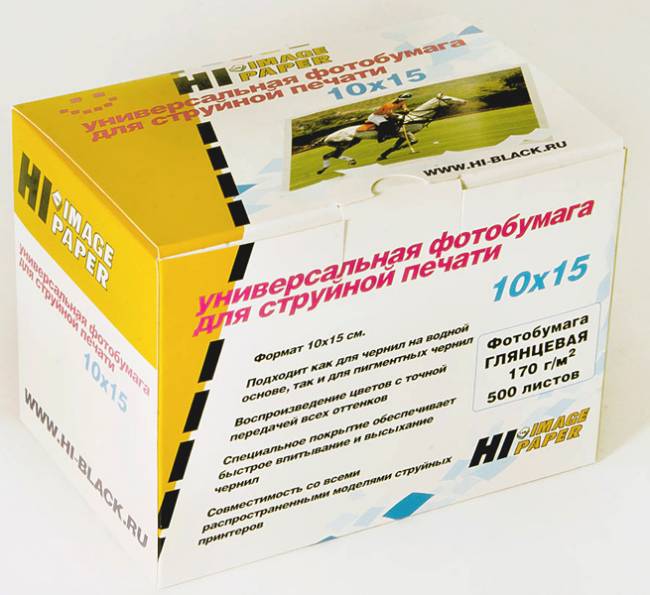 HI-IMAGE
PAPER
универсальная фотобумага
для струйной печати
10x15
WWW.HI-BLACK.RU
HI-IMAGE
PAPER
универсальная фотобумага
для струйной печати
10x15
WWW.HI-BLACK.RU
универсальная фотобумага
для струйной печати
10x15
Формат 10x15 см.
Подходит как для чернил на водной
основе, так и для пигментных чернил
Воспроизведение цветов с точной
передачей всех оттенков
Специальное покрытие обеспечивает
быстрое впитывание и высыхание
чернил
Совместимость со всеми
распространенными моделями струйных
принтеров
Фотобумага
ГЛЯНЦЕВАЯ
170 г/м²
500 листов
HI-IMAGE
PAPER